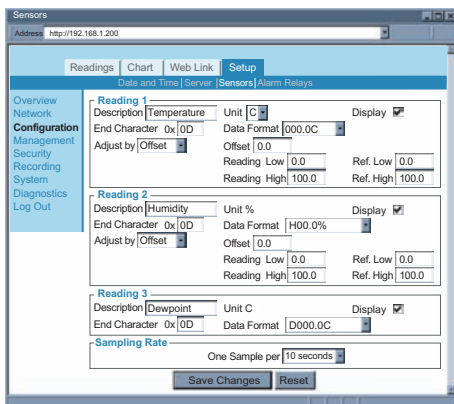 Sensors
Address http://192.168.1.200
Readings Chart Web Link Setup
Date and Time | Server | Sensors | Alarm Relays
Overview
Network
Configuration
Management
Security
Recording
System
Diagnostics
Log Out
Reading 1
Description Temperature Unit C Display
End Character 0x 0D Data Format 000.0C
Adjust by Offset Offset 0.0
Reading Low 0.0 Ref. Low 0.0
Reading High 100.0 Ref. High 100.0
Reading 2
Description Humidity Unit % Display
End Character 0x 0D Data Format H00.0%
Adjust by Offset Offset 0.0
Reading Low 0.0 Ref. Low 0.0
Reading High 100.0 Ref. High 100.0
Reading 3
Description Dewpoint Unit C Display
End Character 0x 0D Data Format D000.0C
Sampling Rate
One Sample per 10 seconds
Save Changes Reset